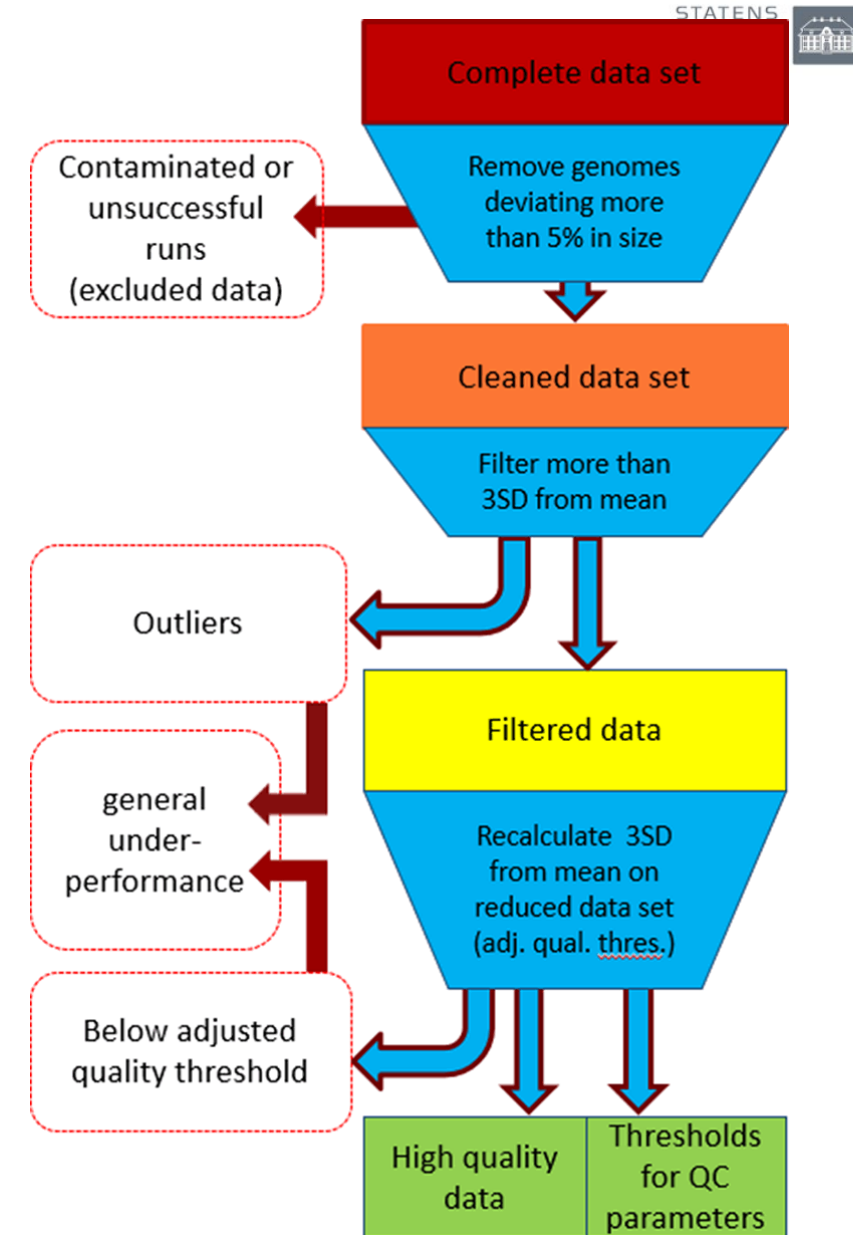 STATENS
Complete data set
Contaminated or
unsuccessful
runs
(excluded data)
Remove genomes
deviating more
than 5% in size
Cleaned data set
Filter more than
3SD from mean
Outliers
Filtered data
general
under-
performance
Recalculate 3SD
from mean on
reduced data set
(adj. qual. thres.)
Below adjusted
quality threshold
High quality
data
Thresholds
for QC
parameters